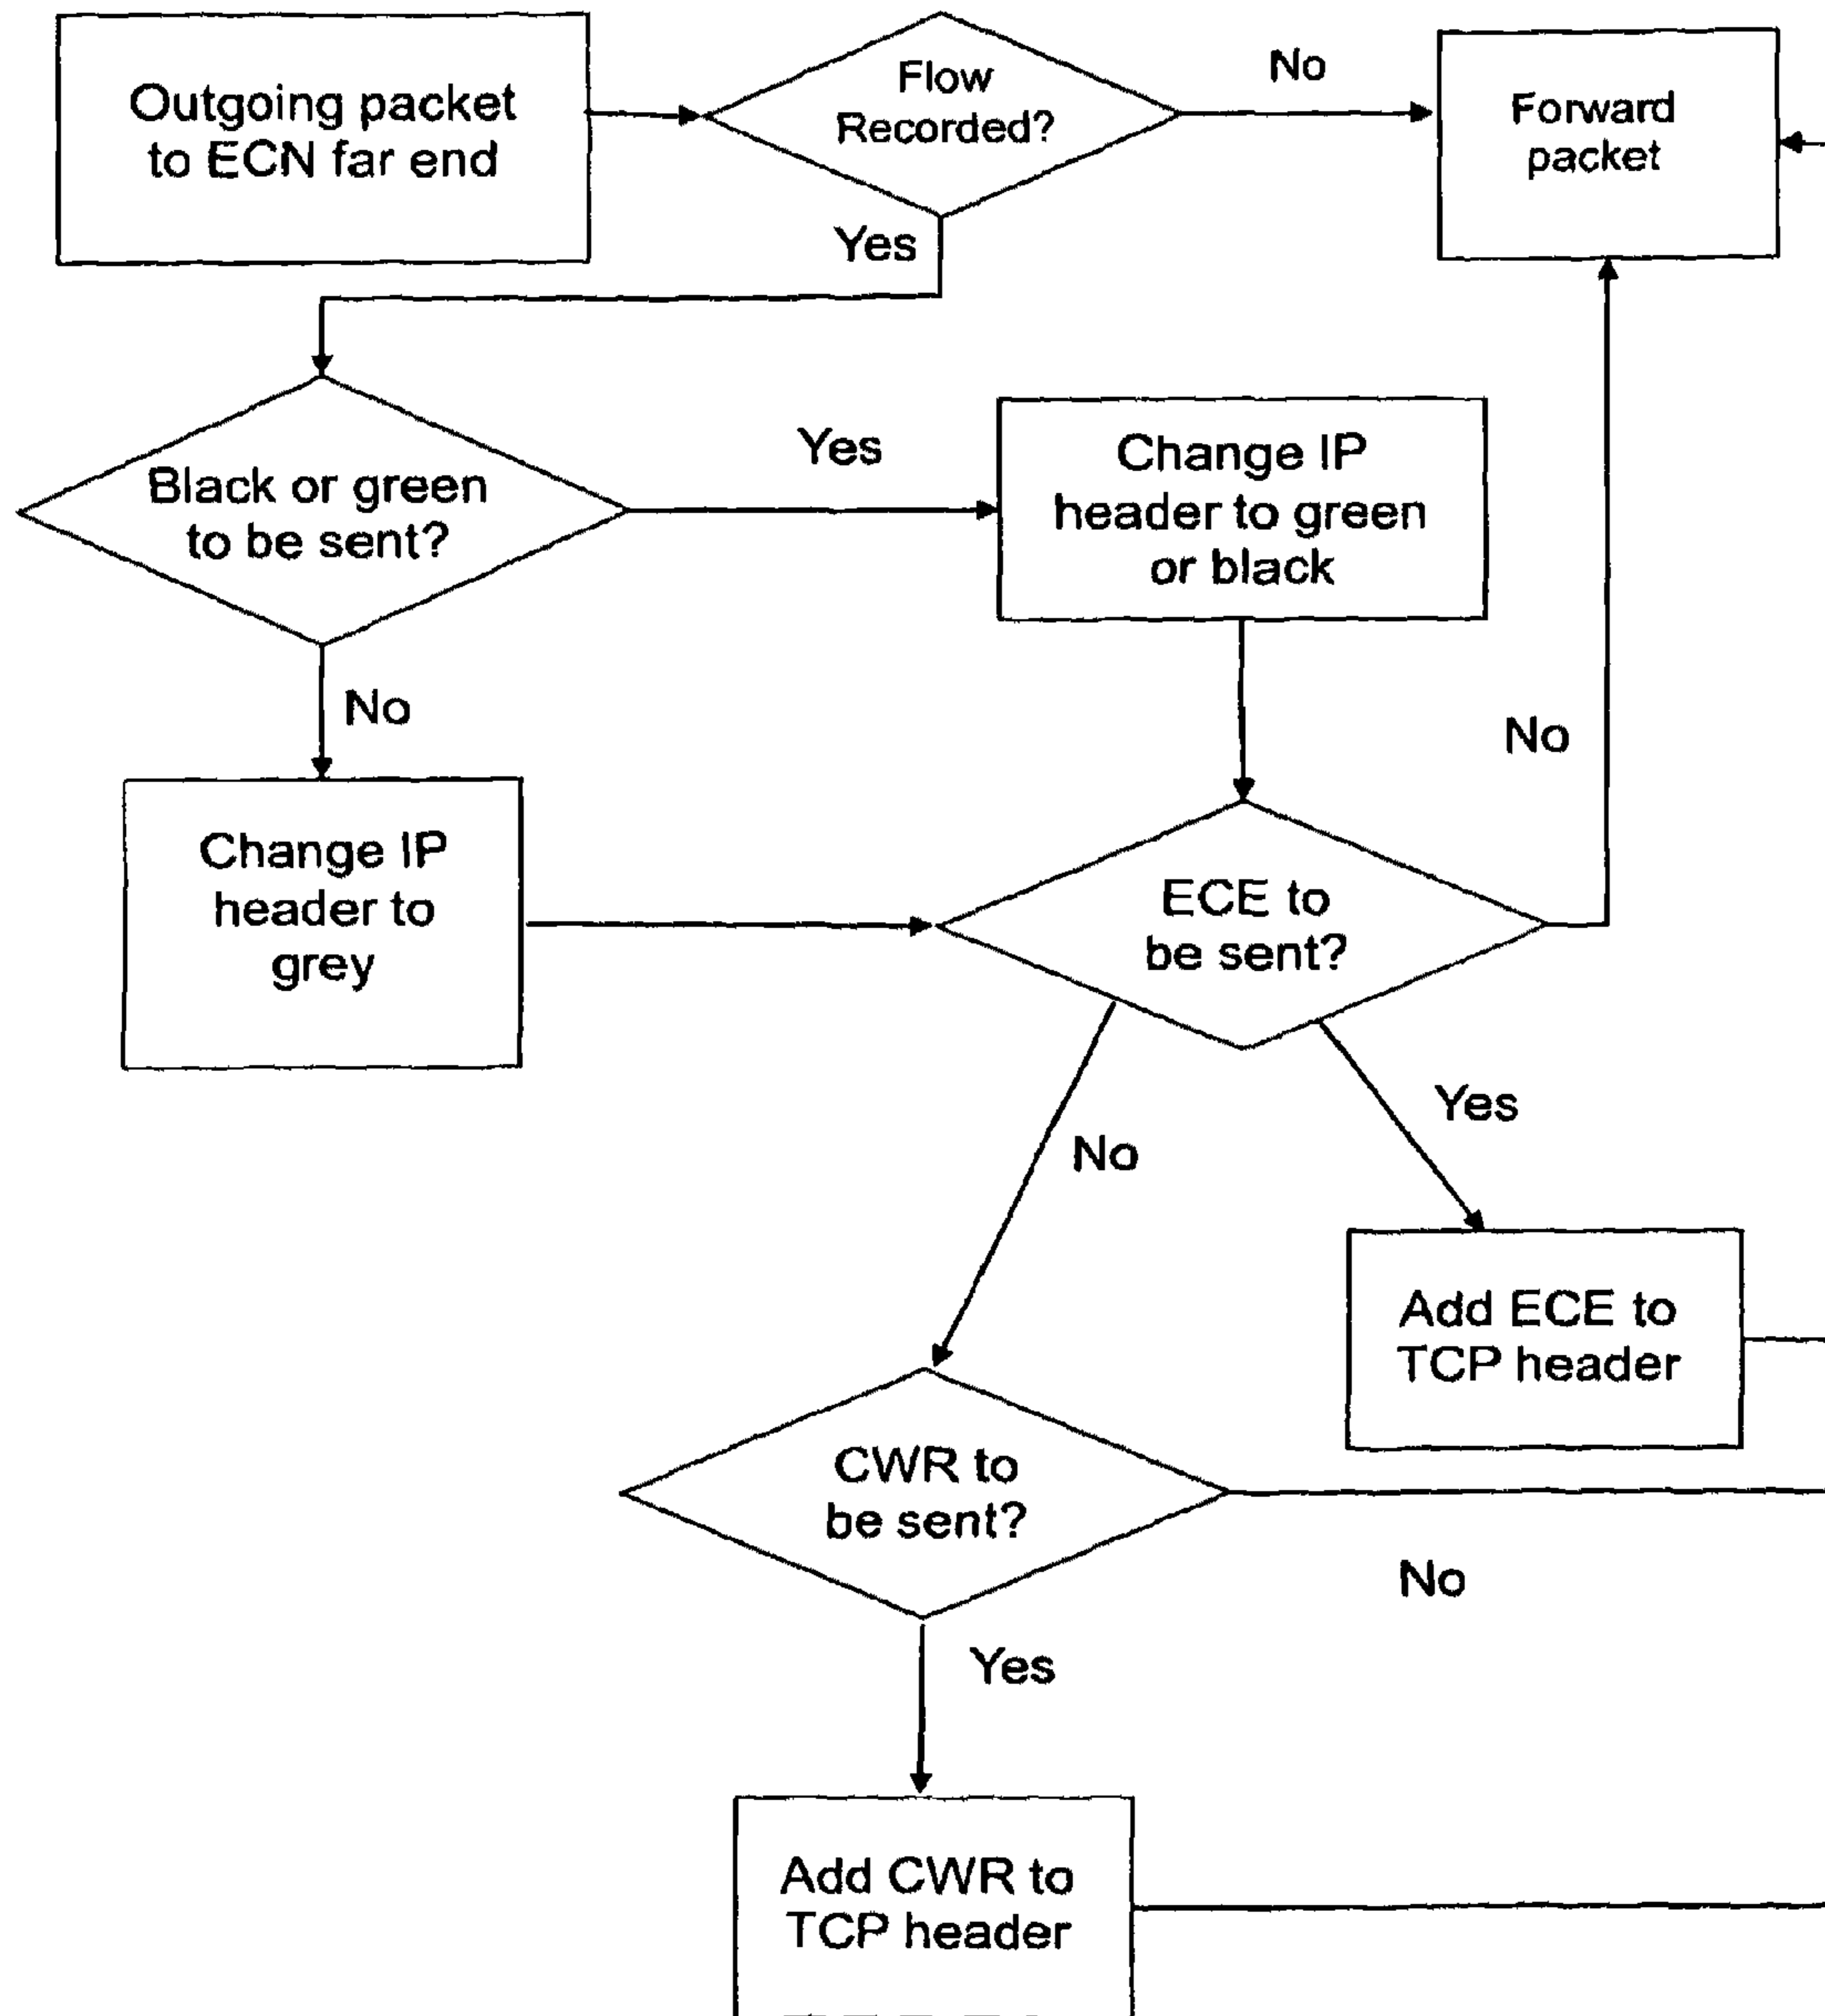 Outgoing packet
to ECN far end
Flow
Recorded?
No
Forward
packet
Yes
Black or green
to be sent?
Yes
Change IP
header to green
or black
No
No
Change IP
header to
grey
ECE to
be sent?
Yes
No
Add ECE to
TCP header
CWR to
be sent?
No
Yes
Add CWR to
TCP header